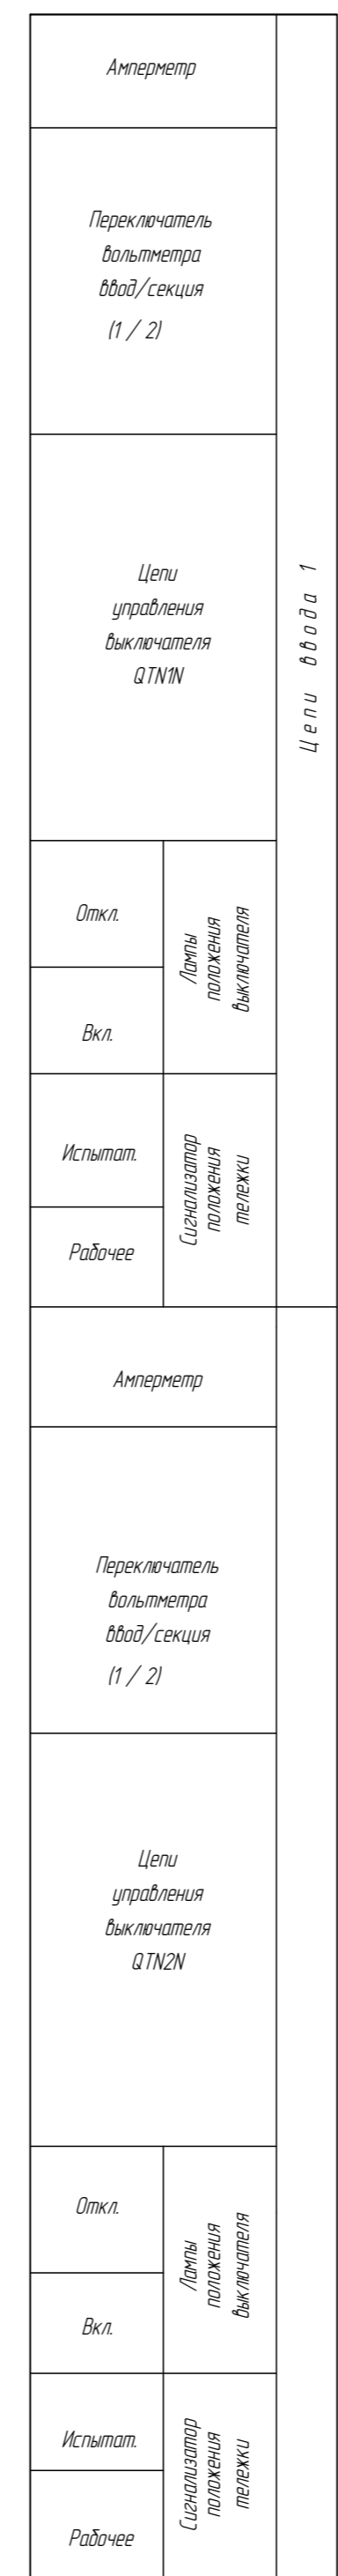 Амперметр
Переключатель
вольтметра
ввод/секция
(1 / 2)
Цепи
управления
выключателя
QTN1N
Цепи ввода 1
Откл.
Вкл.
Лампы
положения
выключателя
Испытат.
Рабочее
Сигнализатор
положения
тележки
Амперметр
Переключатель
вольтметра
ввод/секция
(1 / 2)
Цепи
управления
выключателя
QTN2N
Откл.
Вкл.
Лампы
положения
выключателя
Испытат.
Рабочее
Сигнализатор
положения
тележки